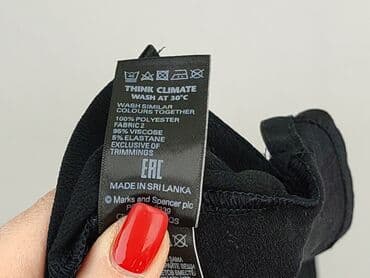 THINK CLIMATE
WASH AT 30°C
WASH SIMILAR
COLOURS TOGETHER
100% POLYESTER
FABRIC 2
95% VISCOSE
5% ELASTANE
EXCLUSIVE OF
TRIMMINGS
EAC
MADE IN SRI LANKA
© Marks and Spencer plc